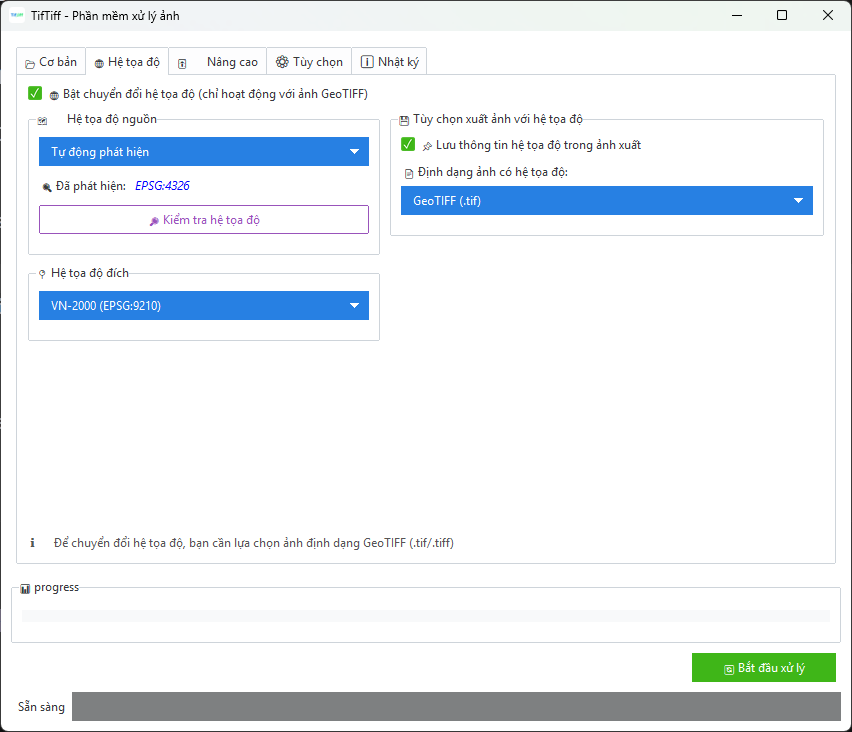 TifTiff - Phần mềm xử lý ảnh
Cơ bản
Hệ tọa độ
Nâng cao
Tùy chọn
Nhật ký
Bật chuyển đổi hệ tọa độ (chỉ hoạt động với ảnh GeoTIFF)
Hệ tọa độ nguồn
Tự động phát hiện
Đã phát hiện: EPSG:4326
Kiểm tra hệ tọa độ
Hệ tọa độ đích
VN-2000 (EPSG:9210)
Tùy chọn xuất ảnh với hệ tọa độ
Lưu thông tin hệ tọa độ trong ảnh xuất
Định dạng ảnh có hệ tọa độ:
GeoTIFF (.tif)
Để chuyển đổi hệ tọa độ, bạn cần lựa chọn ảnh định dạng GeoTIFF (.tif/.tiff)
progress
Bắt đầu xử lý
Sẵn sàng